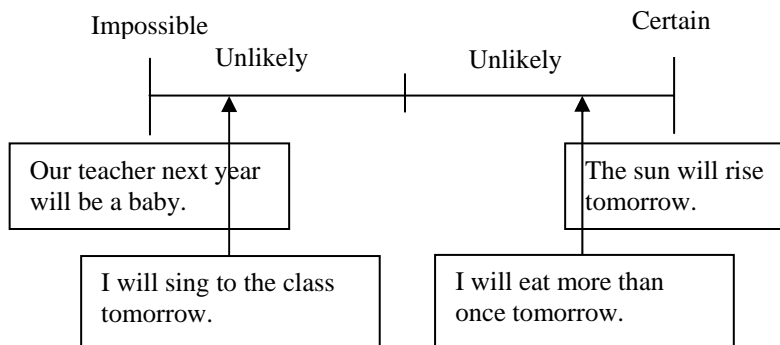 Impossible
Certain
Unlikely
Unlikely
Our teacher next year
will be a baby.
The sun will rise
tomorrow.
I will sing to the class
tomorrow.
I will eat more than
once tomorrow.